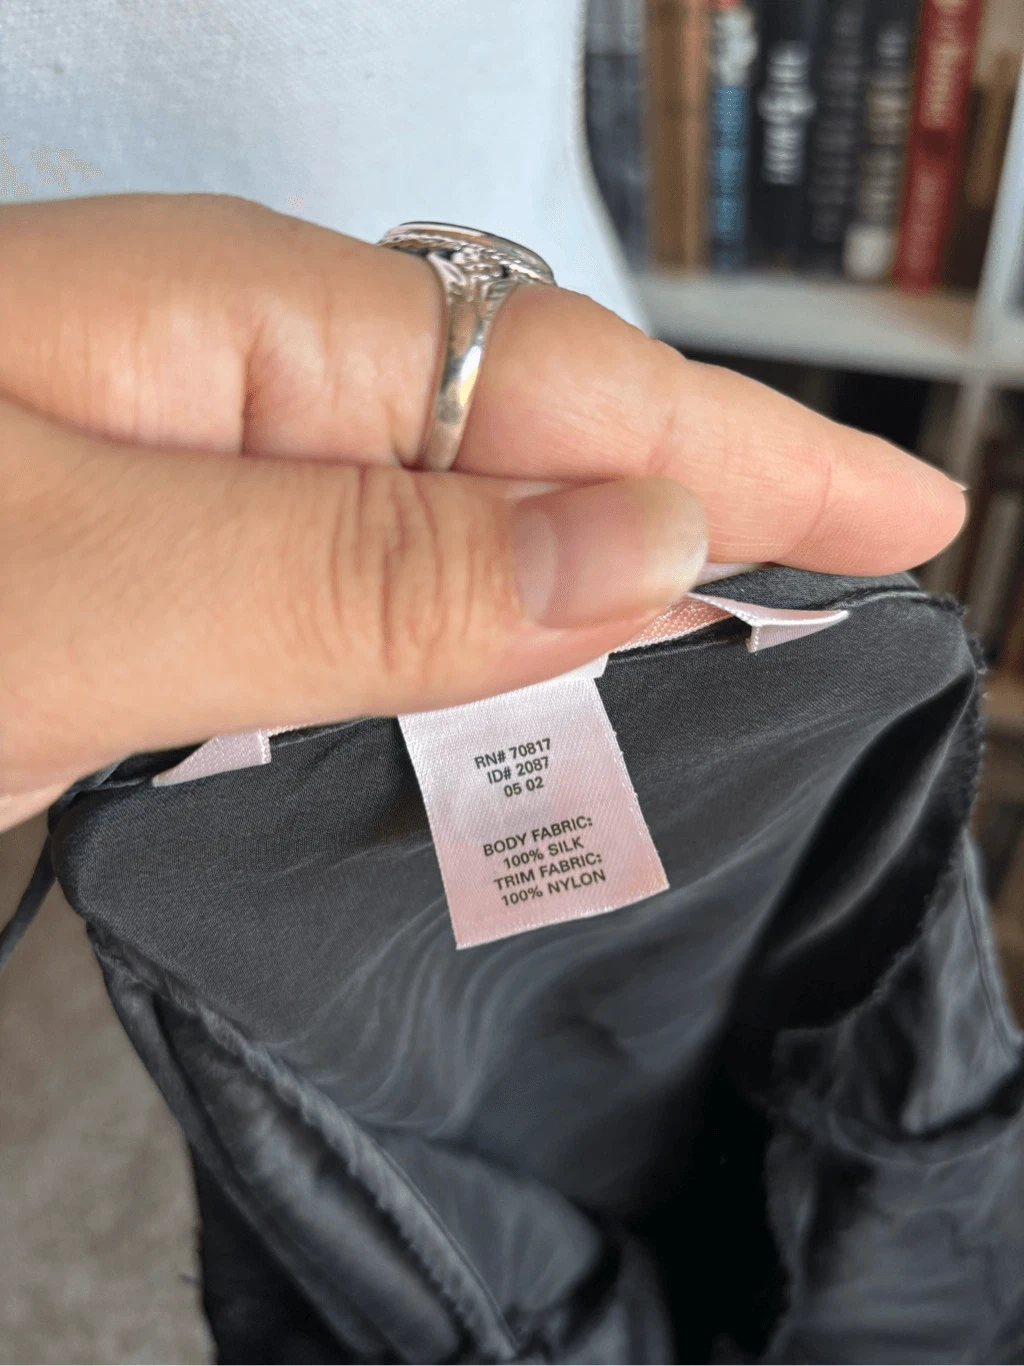 RN# 70817
ID# 2087
05 02
BODY FABRIC:
100% SILK
TRIM FABRIC:
100% NYLON